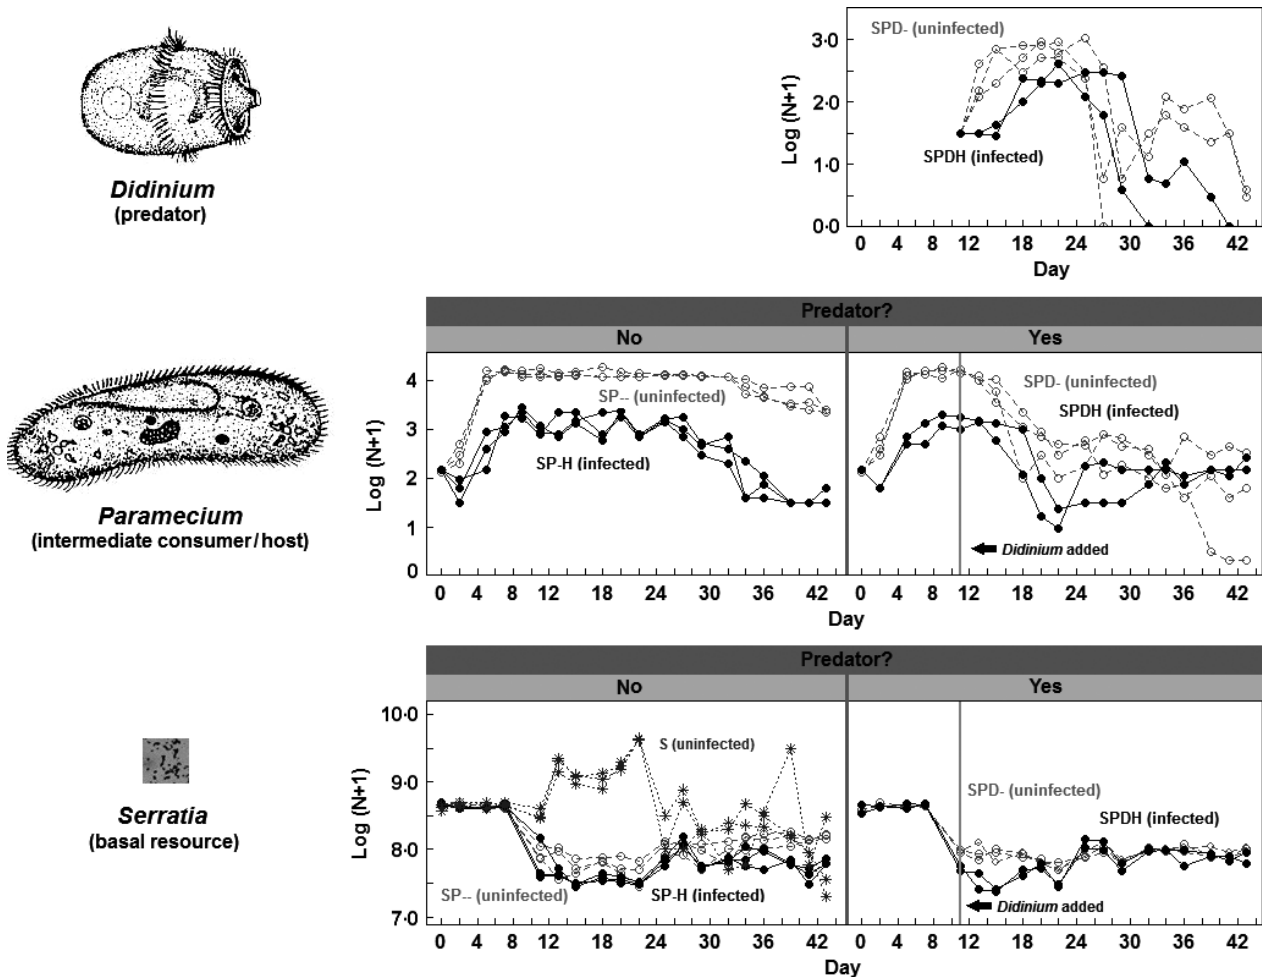 SPD- (uninfected)
3·0
2·0
1·0
0·0
Log (N+1)
SPDH (infected)
0 4 8 12 18 24 30 36 42
Day
Didinium
(predator)
Predator?
No Yes
4
3
2
1
0
Log (N+1)
SP-- (uninfected)
SP-H (infected)
SPD- (uninfected)
SPDH (infected)
Didinium added
0 4 8 12 18 24 30 36 42
0 4 8 12 18 24 30 36 42
Day
Paramecium
(intermediate consumer/host)
Predator?
No Yes
10·0
9·0
8·0
7·0
Log (N+1)
S (uninfected)
SP-- (uninfected)
SP-H (infected)
SPD- (uninfected)
SPDH (infected)
Didinium added
0 4 8 12 18 24 30 36 42
0 4 8 12 18 24 30 36 42
Day
Day
Serratia
(basal resource)